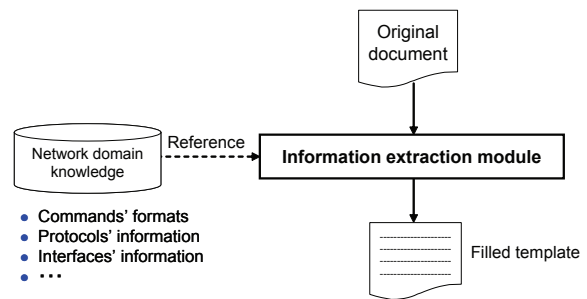 Original
document
Reference
Network domain
knowledge
Information extraction module
• Commands' formats
• Protocols' information
• Interfaces' information
• ···
Filled template